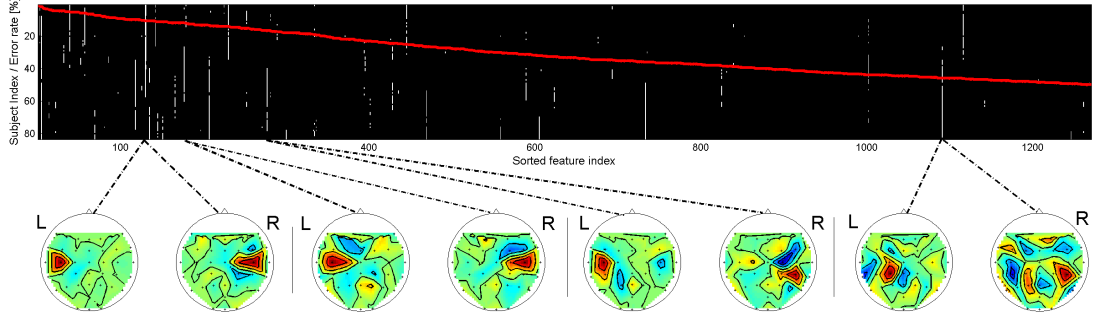 Subject Index / Error rate [%]
20
40
60
80
100
400
600
800
1000
1200
Sorted feature index
L
R
L
R
L
R
L
R